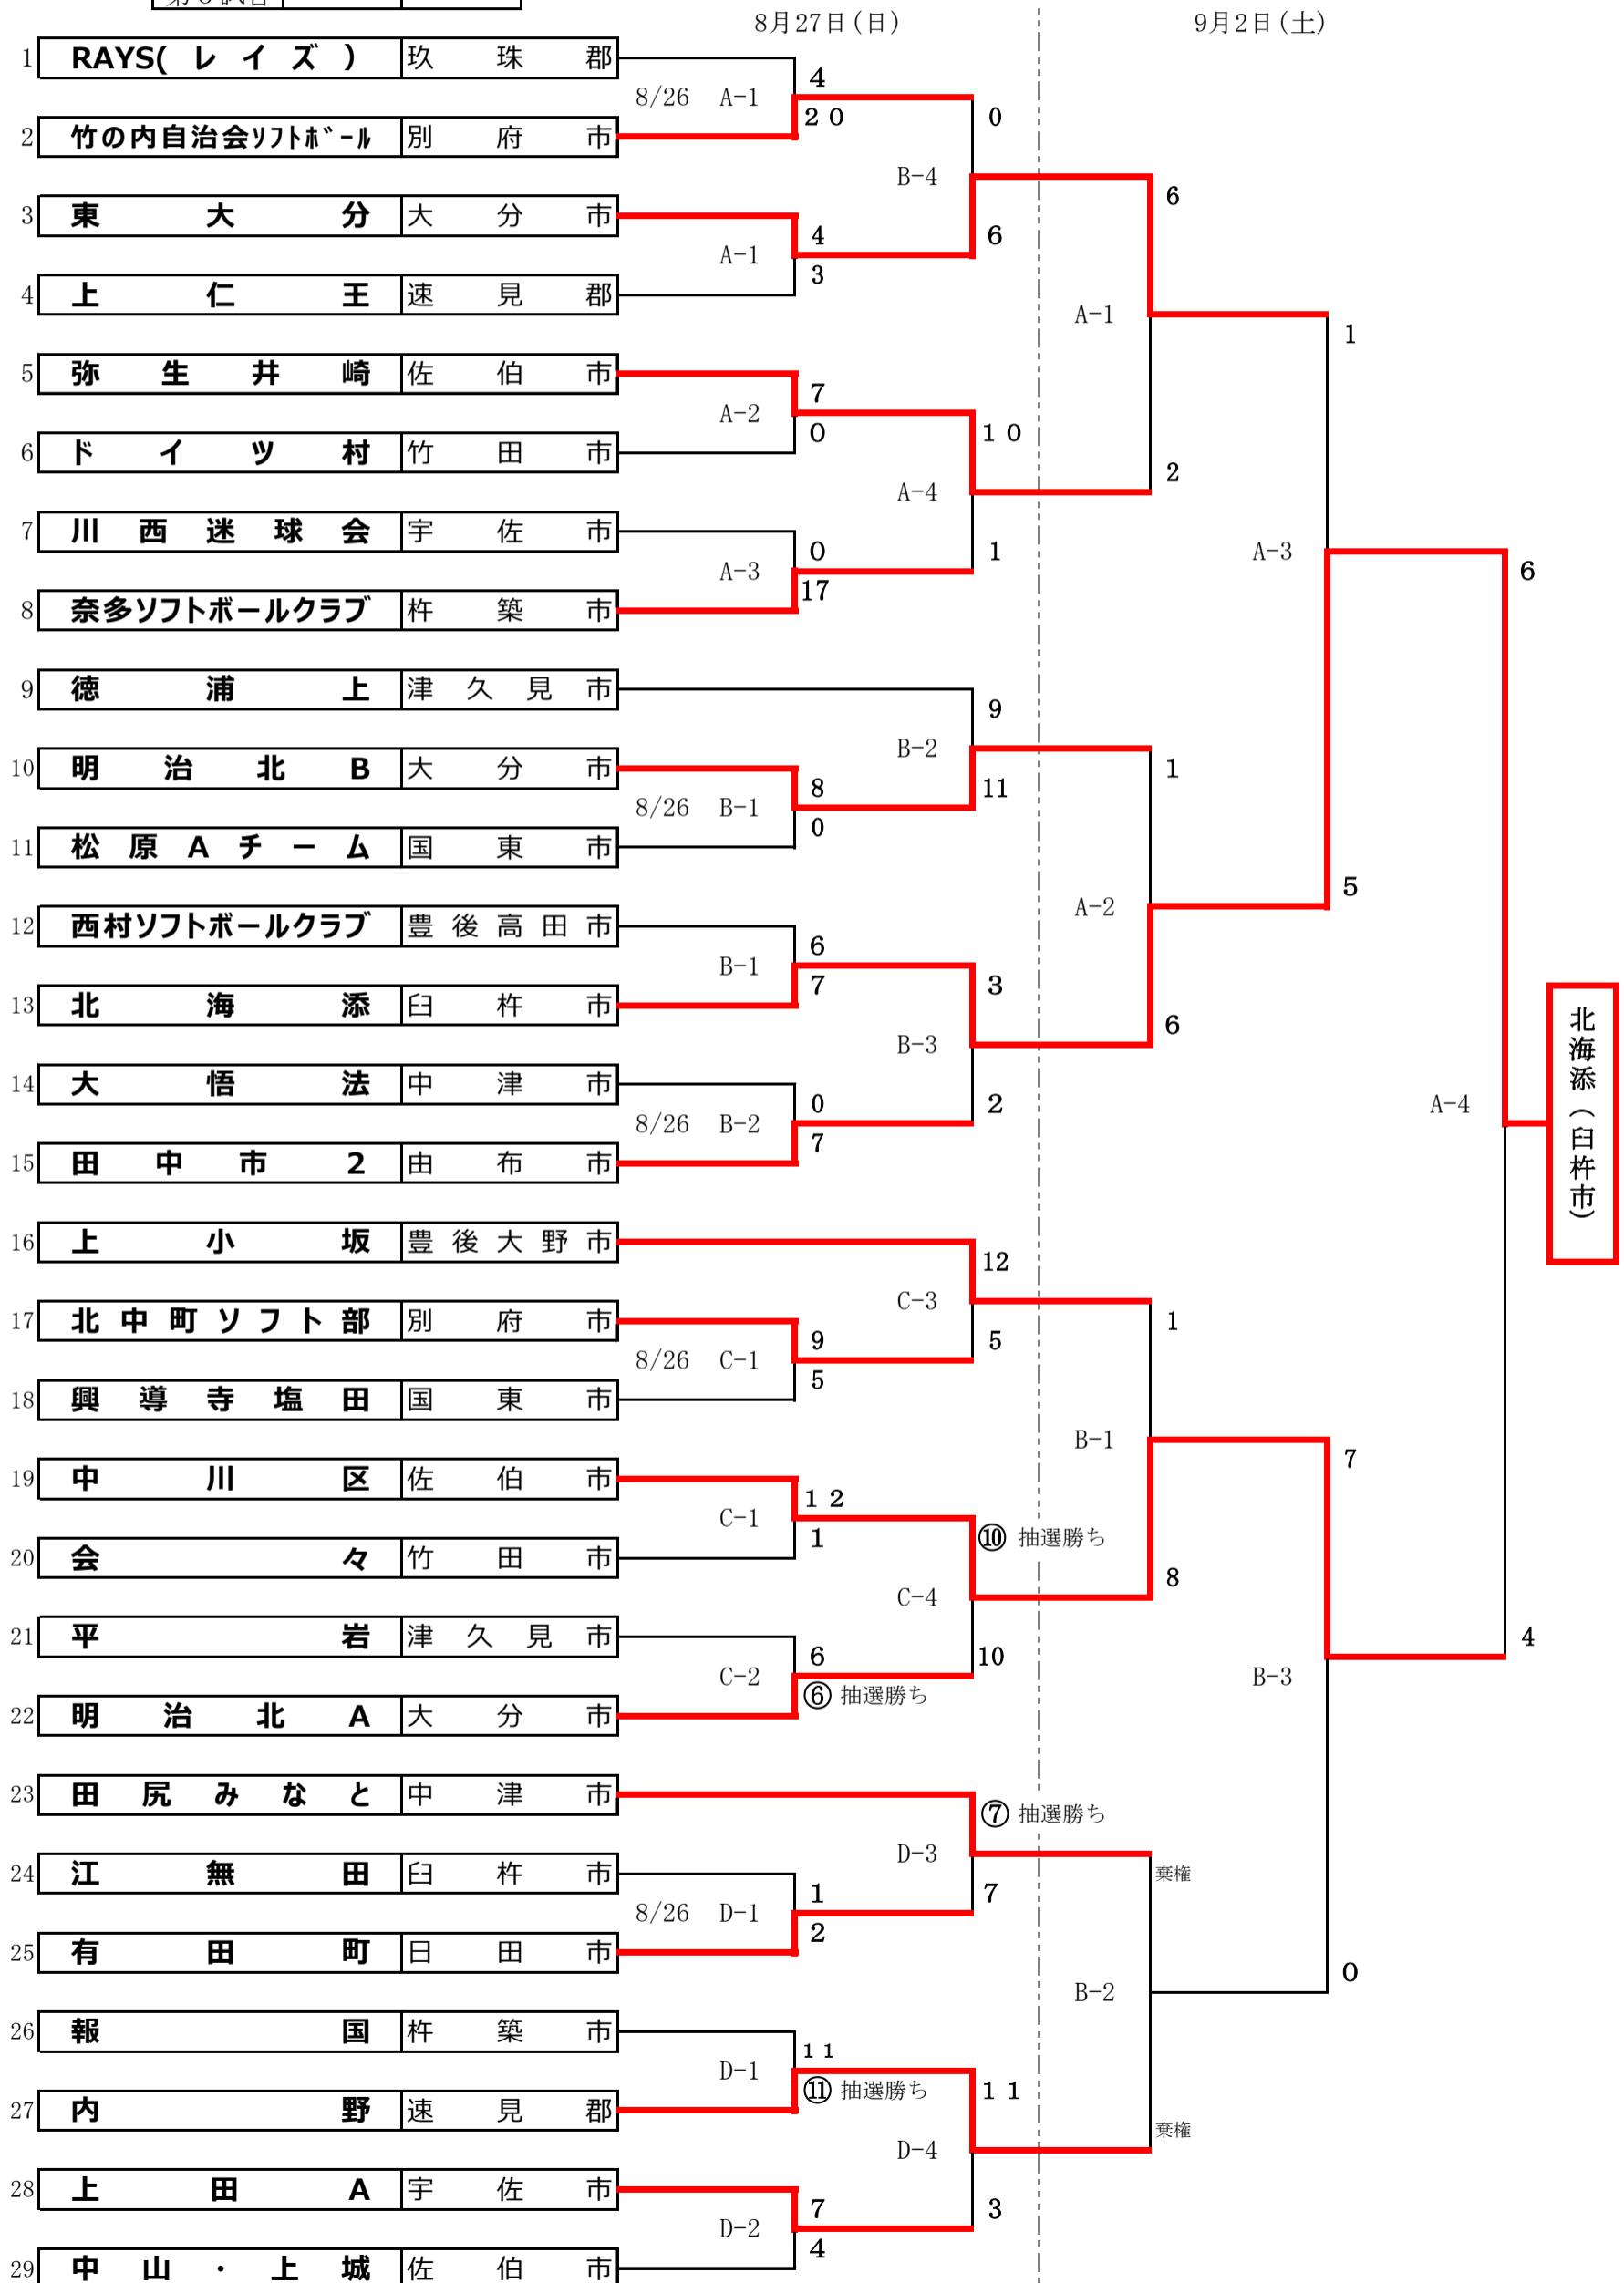 第3試合
8月27日(日) 9月2日(土)
1 RAYS(レイズ) 玖珠郡
4
8/26 A-1
20 0
2 竹の内自治会ソフトボール 別府市
B-4
6
3 東大分 大分市
4 6
A-1
3
4 上仁王 速見郡
A-1
1
5 弥生井崎 佐伯市
7
A-2
0 10
6 ドイツ村 竹田市
2
A-4
7 川西迷球会 宇佐市
0 1 A-3
A-3 6
17
8 奈多ソフトボールクラブ 杵築市
9 徳浦上 津久見市
9
B-2
10 明治北B 大分市
1
8 11
8/26 B-1
0
11 松原Aチーム 国東市
5
A-2
12 西村ソフトボールクラブ 豊後高田市
6
B-1
7 3
13 北海添 臼杵市
6
B-3
14 大悟法 中津市
0 2 A-4
8/26 B-2
7
北海添(臼杵市)
15 田中市2 由布市
16 上小坂 豊後大野市
12
C-3
17 北中町ソフト部 別府市
1
9 5
8/26 C-1
5
18 興導寺塩田 国東市
B-1
7
19 中川区 佐伯市
12
C-1
1 ⑩ 抽選勝ち
20 会々 竹田市
8
C-4
21 平岩 津久見市
4
6 10
C-2 B-3
⑥ 抽選勝ち
22 明治北A 大分市
23 田尻みなと 中津市
⑦ 抽選勝ち
D-3
24 江無田 臼杵市
棄権
1 7
8/26 D-1
2
25 有田町 日田市
0
B-2
26 報国 杵築市
11
D-1
⑪ 抽選勝ち 11
27 内野 速見郡
棄権
D-4
28 上田A 宇佐市
7 3
D-2
4
29 中山・上城 佐伯市